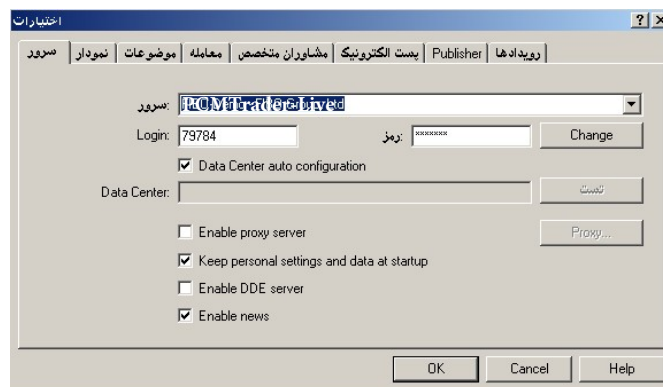 اختیارات
سرور نمودار موضوعات معامله مشاوران متخصص پست الکترونیک Publisher رویدادها
سرور: PCMTrader-Live
Login: 79784 رمز: ******* Change
Data Center auto configuration
Data Center: تست
Enable proxy server Proxy...
Keep personal settings and data at startup
Enable DDE server
Enable news
OK Cancel Help